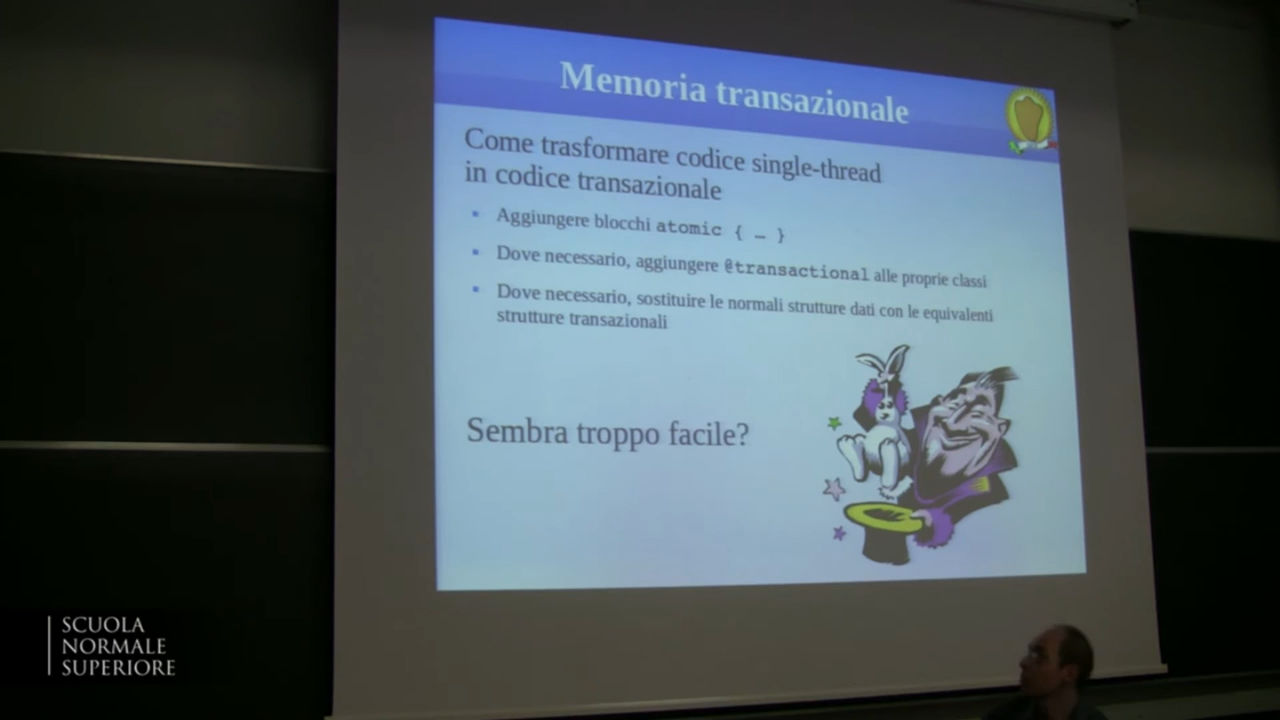 Memoria transazionale
Come trasformare codice single-thread
in codice transazionale
Aggiungere blocchi atomic { … }
Dove necessario, aggiungere @transactional alle proprie classi
Dove necessario, sostituire le normali strutture dati con le equivalenti
strutture transazionali
Sembra troppo facile?
SCUOLA
NORMALE
SUPERIORE